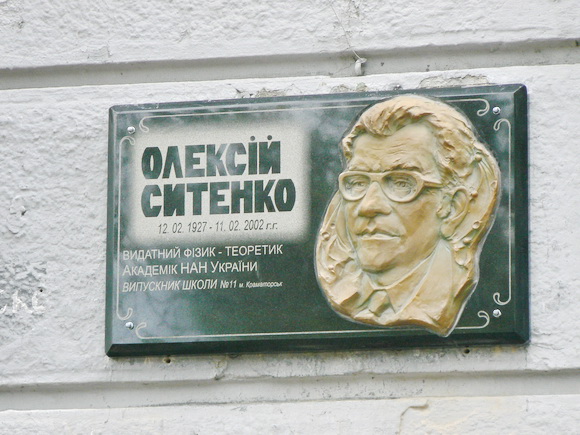 ОЛЕКСІЙ
СИТЕНКО
12. 02. 1927 - 11. 02. 2002 г.г.
ВИДАТНИЙ ФІЗИК - ТЕОРЕТИК
АКАДЕМІК НАН УКРАЇНИ
ВИПУСКНИК ШКОЛИ №11 м. Краматорськ